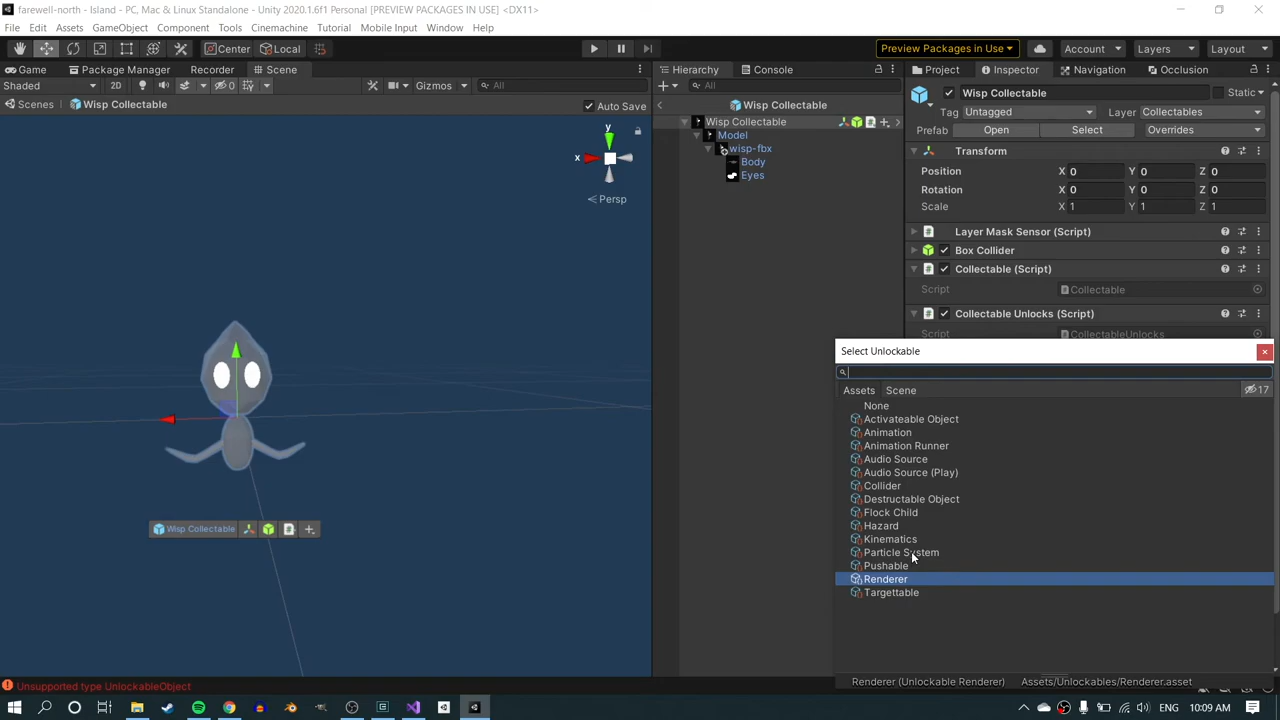 farewell-north - Island - PC, Mac & Linux Standalone - Unity 2020.1.6f1 Personal [PREVIEW PACKAGES IN USE] <DX11>
File Edit Assets GameObject Component Tools Cinemachine Tutorial Mobile Input Window Help
Center Local Preview Packages in Use Account Layers Layout
Game Package Manager Recorder Scene Hierarchy Console Project Inspector Navigation Occlusion
Shaded 2D 0 Gizmos All All Wisp Collectable Static
Scenes Wisp Collectable Auto Save Wisp Collectable Tag Untagged Layer Collectables
Wisp Collectable Prefab Open Select Overrides
Model
wisp-fbx
Body
Eyes
y
x
Persp
Transform
Position X 0 Y 0 Z 0
Rotation X 0 Y 0 Z 0
Scale X 1 Y 1 Z 1
Layer Mask Sensor (Script)
Box Collider
Collectable (Script)
Script Collectable
Collectable Unlocks (Script)
Script CollectableUnlocks
Select Unlockable
Assets Scene 17
None
Activateable Object
Animation
Animation Runner
Audio Source
Audio Source (Play)
Collider
Destructable Object
Flock Child
Hazard
Kinematics
Particle System
Pushable
Renderer
Targettable
Wisp Collectable
Renderer (Unlockable Renderer) Assets/Unlockables/Renderer.asset
Unsupported type UnlockableObject
10:09 AM